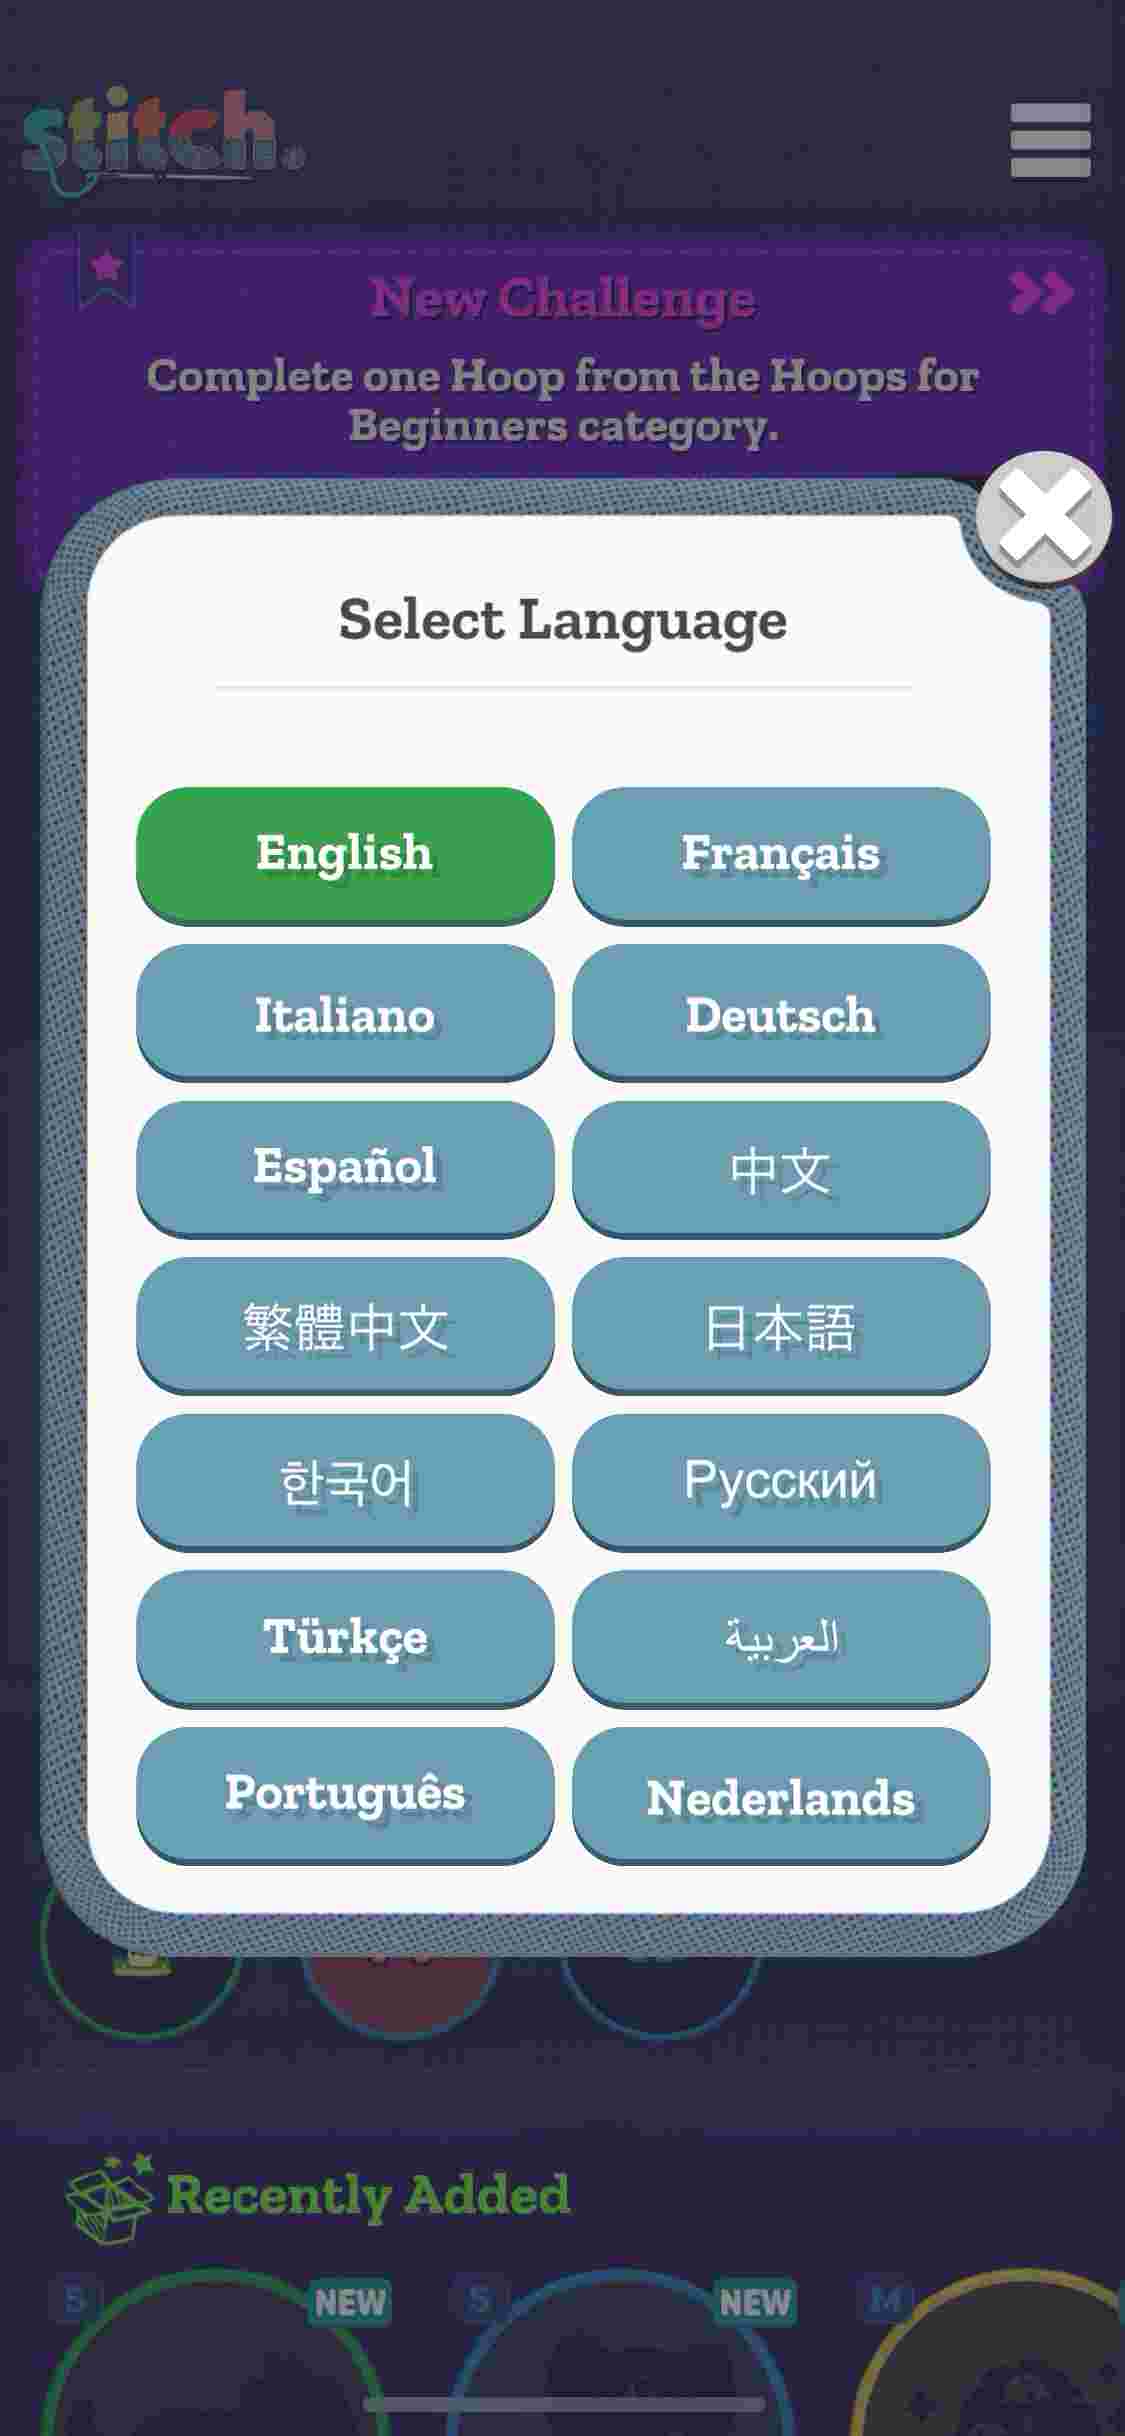 stitch.
New Challenge
Complete one Hoop from the Hoops for
Beginners category.
Select Language
English
Français
Italiano
Deutsch
Español
中文
繁體中文
日本語
한국어
Русский
Türkçe
العربية
Português
Nederlands
Recently Added
S
NEW
S
NEW
M